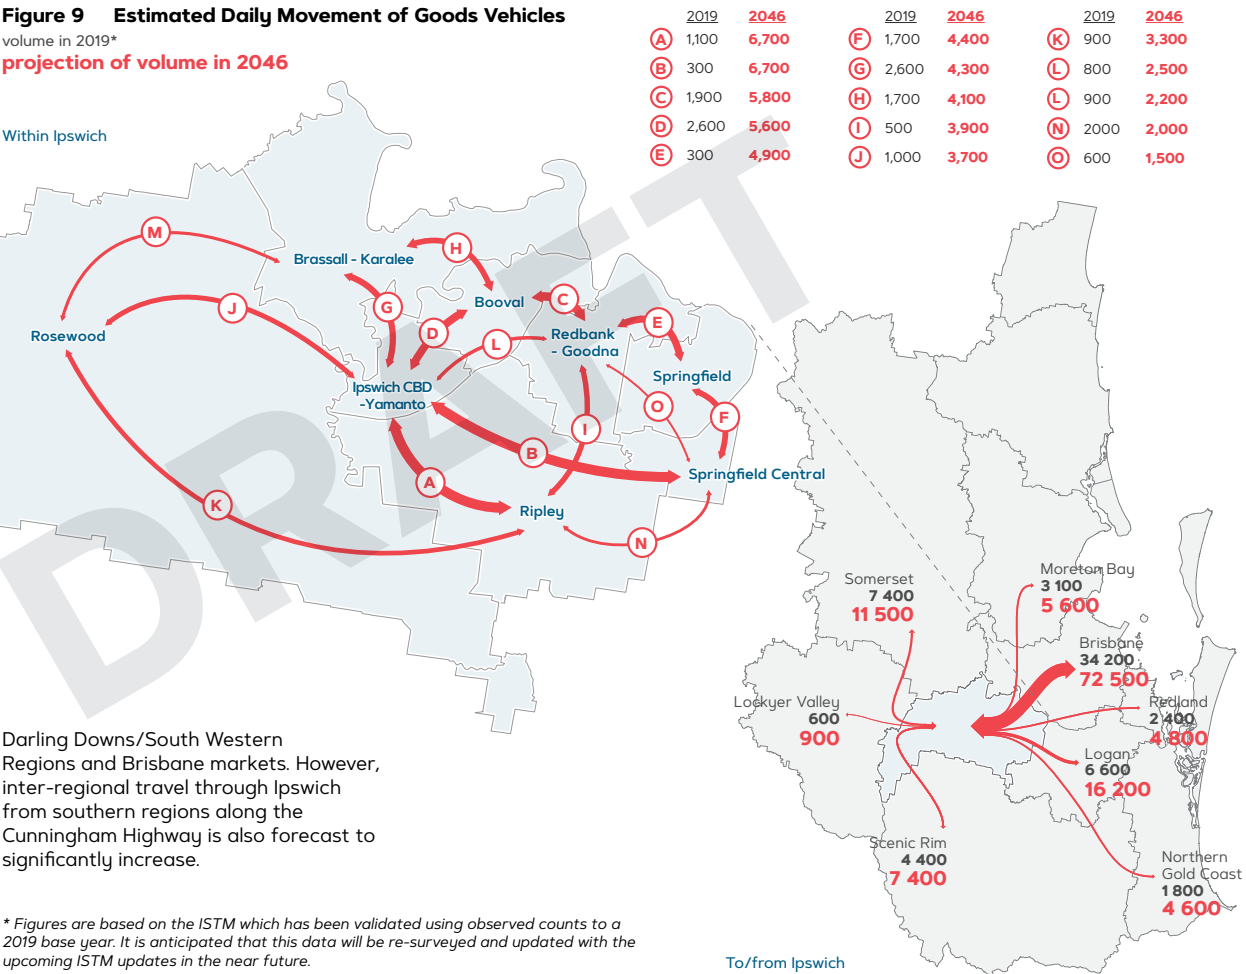 Figure 9 Estimated Daily Movement of Goods Vehicles
volume in 2019*
projection of volume in 2046
2019 2046 2019 2046 2019 2046
A 1,100 6,700 F 1,700 4,400 K 900 3,300
B 300 6,700 G 2,600 4,300 L 800 2,500
C 1,900 5,800 H 1,700 4,100 L 900 2,200
D 2,600 5,600 I 500 3,900 N 2000 2,000
E 300 4,900 J 1,000 3,700 O 600 1,500
Within Ipswich
M
H
Brassall - Karalee
G
J
Booval
C
D
E
L
Rosewood
Redbank
- Goodna
Springfield
Ipswich CBD
-Yamanto
O
F
I
B
Springfield Central
A
K
Ripley
N
DRAFT
Somerset
7 400
11 500
Moreton Bay
3 100
5 600
Brisbane
34 200
72 500
Lockyer Valley
600
900
Redland
2 400
4 800
Logan
6 600
16 200
Scenic Rim
4 400
7 400
Northern
Gold Coast
1 800
4 600
To/from Ipswich
Darling Downs/South Western
Regions and Brisbane markets. However,
inter-regional travel through Ipswich
from southern regions along the
Cunningham Highway is also forecast to
significantly increase.
* Figures are based on the ISTM which has been validated using observed counts to a
2019 base year. It is anticipated that this data will be re-surveyed and updated with the
upcoming ISTM updates in the near future.